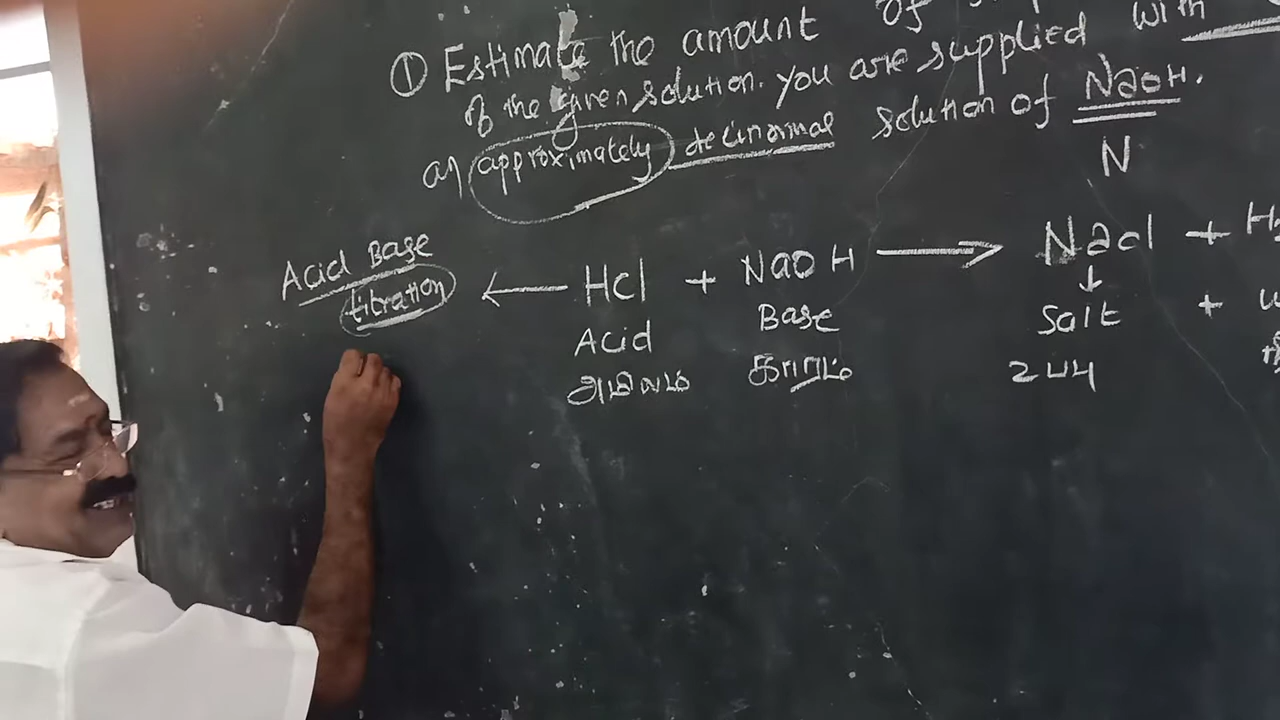 ① Estimate the amount of
of the given solution. You are supplied with
an approximately decinormal solution of NaOH.
N
Acid Base
titration
← HCl + NaOH ⟶ NaCl + H
↓
Acid Base Salt +
அமிலம் காரம் உப்பு